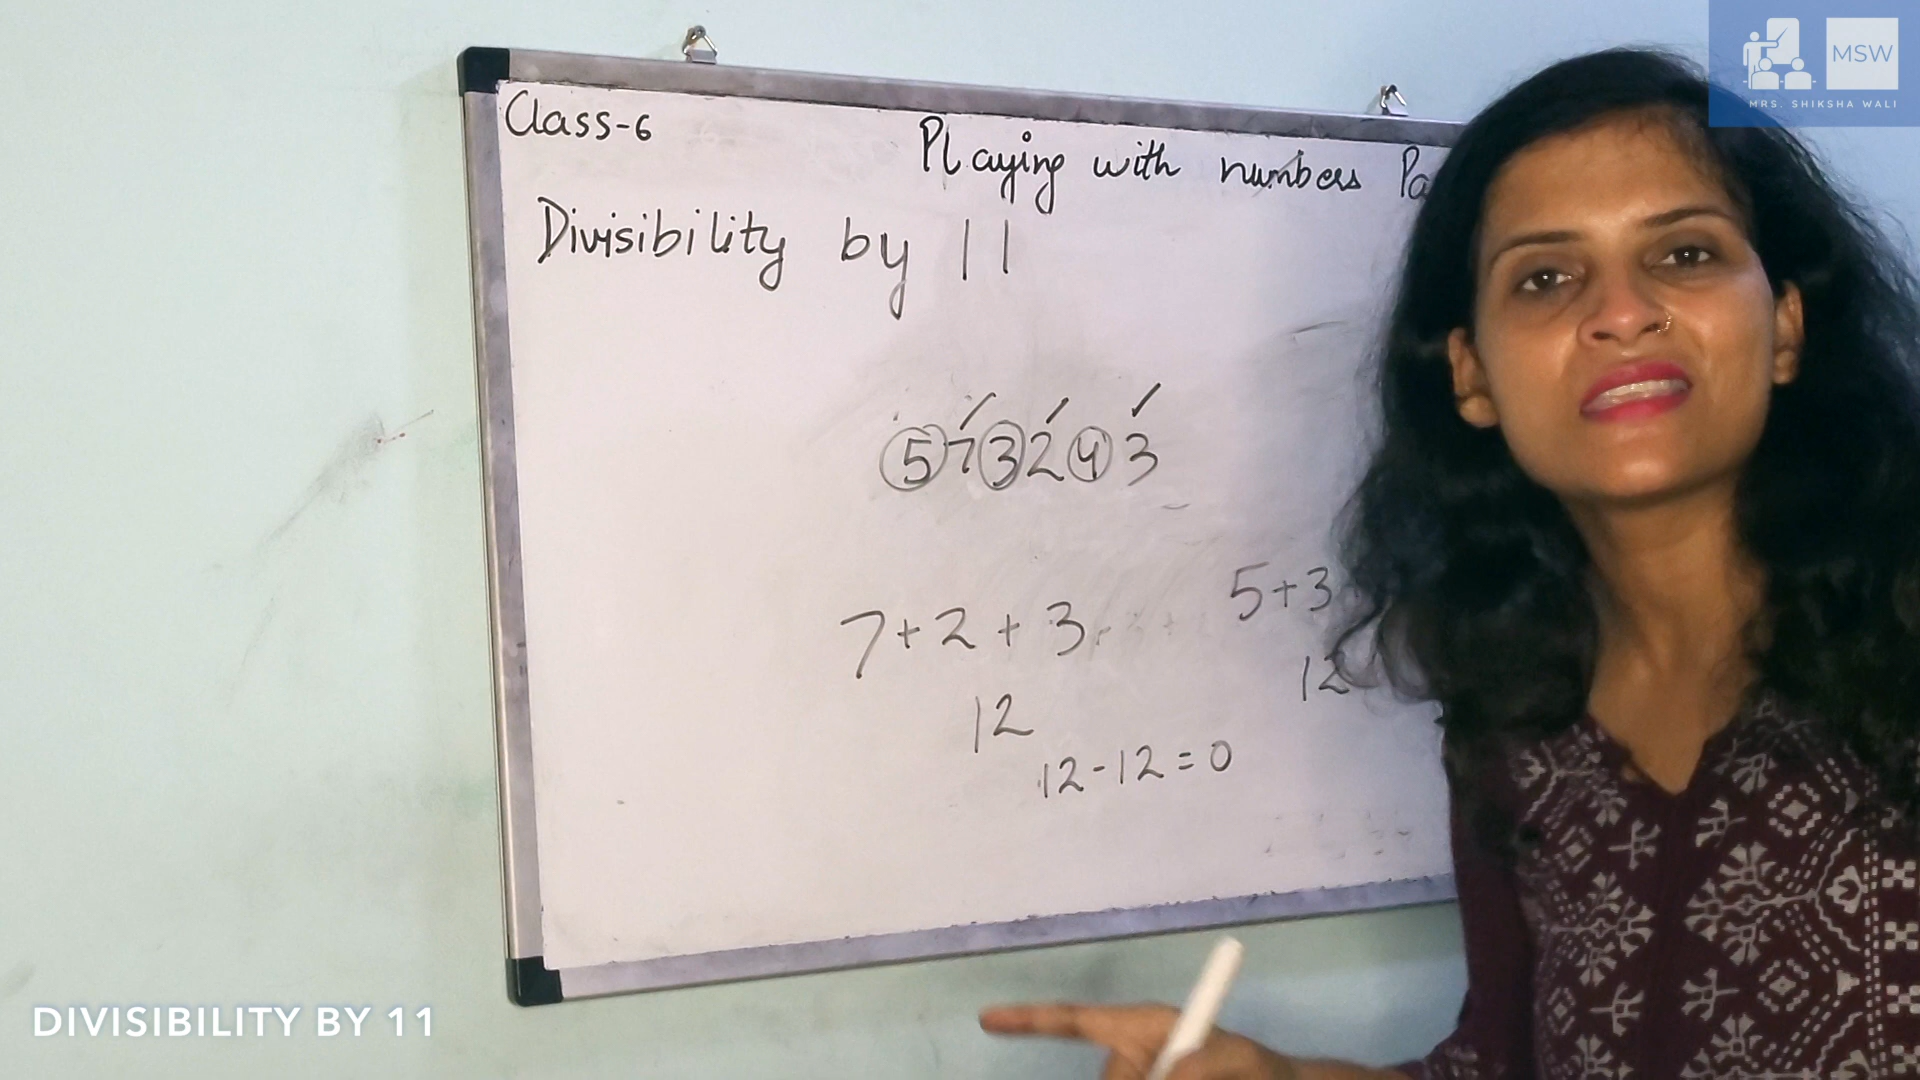 MSW
MRS. SHIKSHA WALI
Class-6
Playing with numbers
Divisibility by 11
573243
7+2+3
5+3
12
12
12-12=0
DIVISIBILITY BY 11